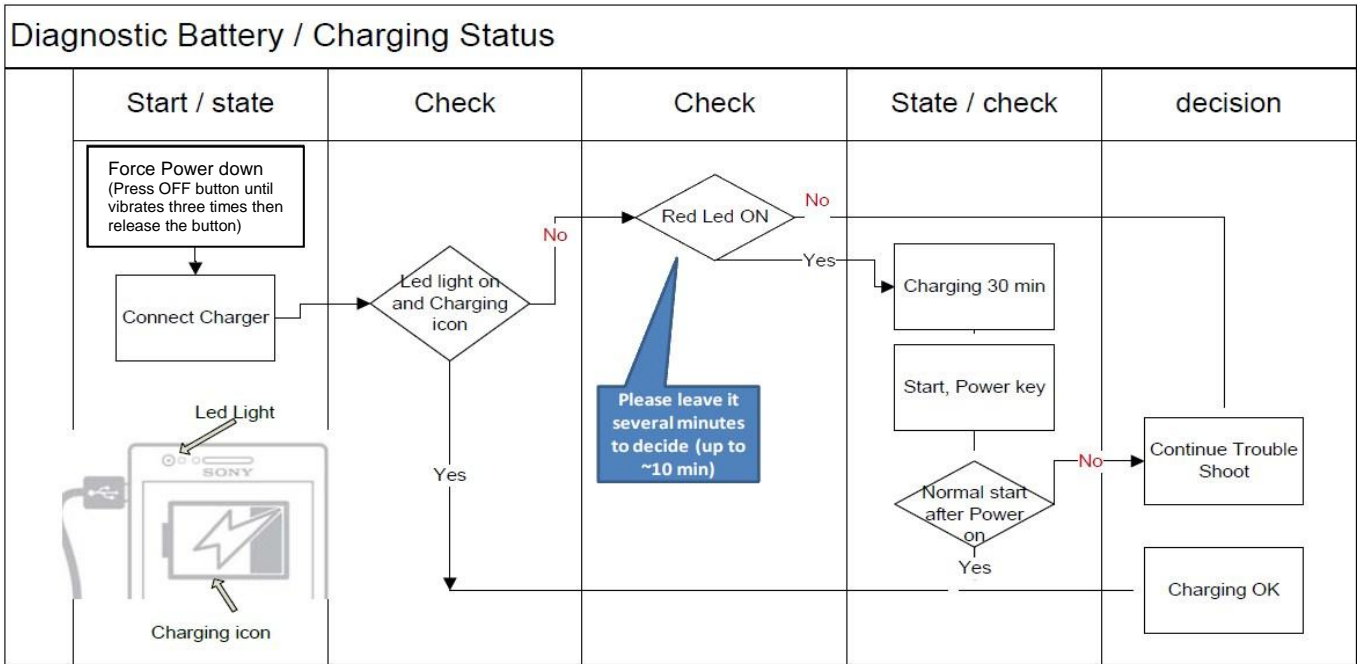 Diagnostic Battery / Charging Status
Start / state
Check
Check
State / check
decision
Force Power down
(Press OFF button until
vibrates three times then
release the button)
Connect Charger
Led light on
and Charging
icon
No
Yes
Red Led ON
No
Yes
Please leave it
several minutes
to decide (up to
~10 min)
Charging 30 min
Start, Power key
Normal start
after Power
on
No
Yes
Continue Trouble
Shoot
Charging OK
Led Light
SONY
Charging icon